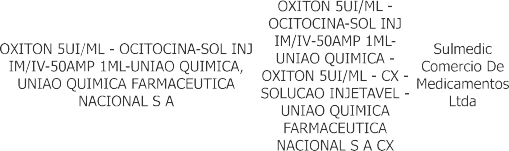 OXITON 5UI/ML - OCITOCINA-SOL INJ
IM/IV-50AMP 1ML-UNIAO QUIMICA,
UNIAO QUIMICA FARMACEUTICA
NACIONAL S A
OXITON 5UI/ML -
OCITOCINA-SOL INJ
IM/IV-50AMP 1ML-
UNIAO QUIMICA -
OXITON 5UI/ML - CX -
SOLUCAO INJETAVEL -
UNIAO QUIMICA
FARMACEUTICA
NACIONAL S A CX
Sulmedic
Comercio De
Medicamentos
Ltda